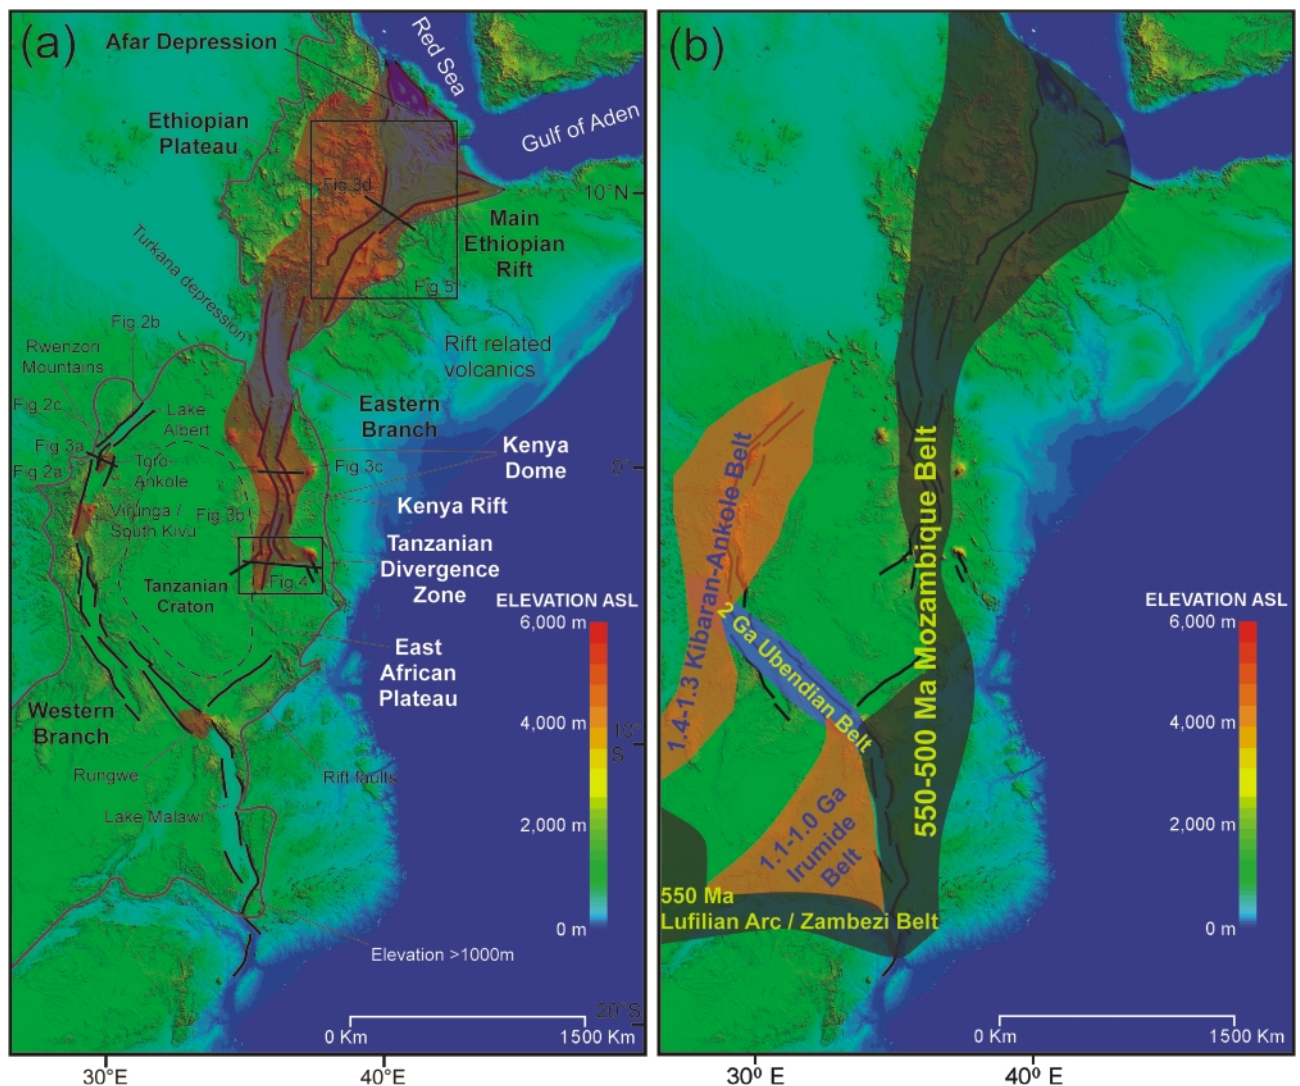 (a)
Afar Depression
Red Sea
Ethiopian
Plateau
Gulf of Aden
Fig.3d
10°N
Main
Ethiopian
Rift
Turkana depression
Fig.5
Fig.2b
Rwenzori
Mountains
Rift related
volcanics
Fig.2c
Lake
Albert
Eastern
Branch
Fig.3a
Fig.2a
Toro-
Ankole
Kenya
Dome
Fig.3c
0°
Virunga /
South Kivu
Fig.3b
Kenya Rift
Tanzanian
Divergence
Zone
Fig.4
Tanzanian
Craton
ELEVATION ASL
6,000 m
East
African
Plateau
Western
Branch
4,000 m
10°
S
Rungwe
Rift faults
Lake Malawi
2,000 m
0 m
Elevation >1000m
20°S
0 Km
1500 Km
30°E
40°E
(b)
1.4-1.3 Kibaran-Ankole Belt
2 Ga Ubendian Belt
550-500 Ma Mozambique Belt
1.1-1.0 Ga
Irumide
Belt
550 Ma
Lufilian Arc / Zambezi Belt
ELEVATION ASL
6,000 m
4,000 m
2,000 m
0 m
0 Km
1500 Km
30⁰ E
40⁰ E